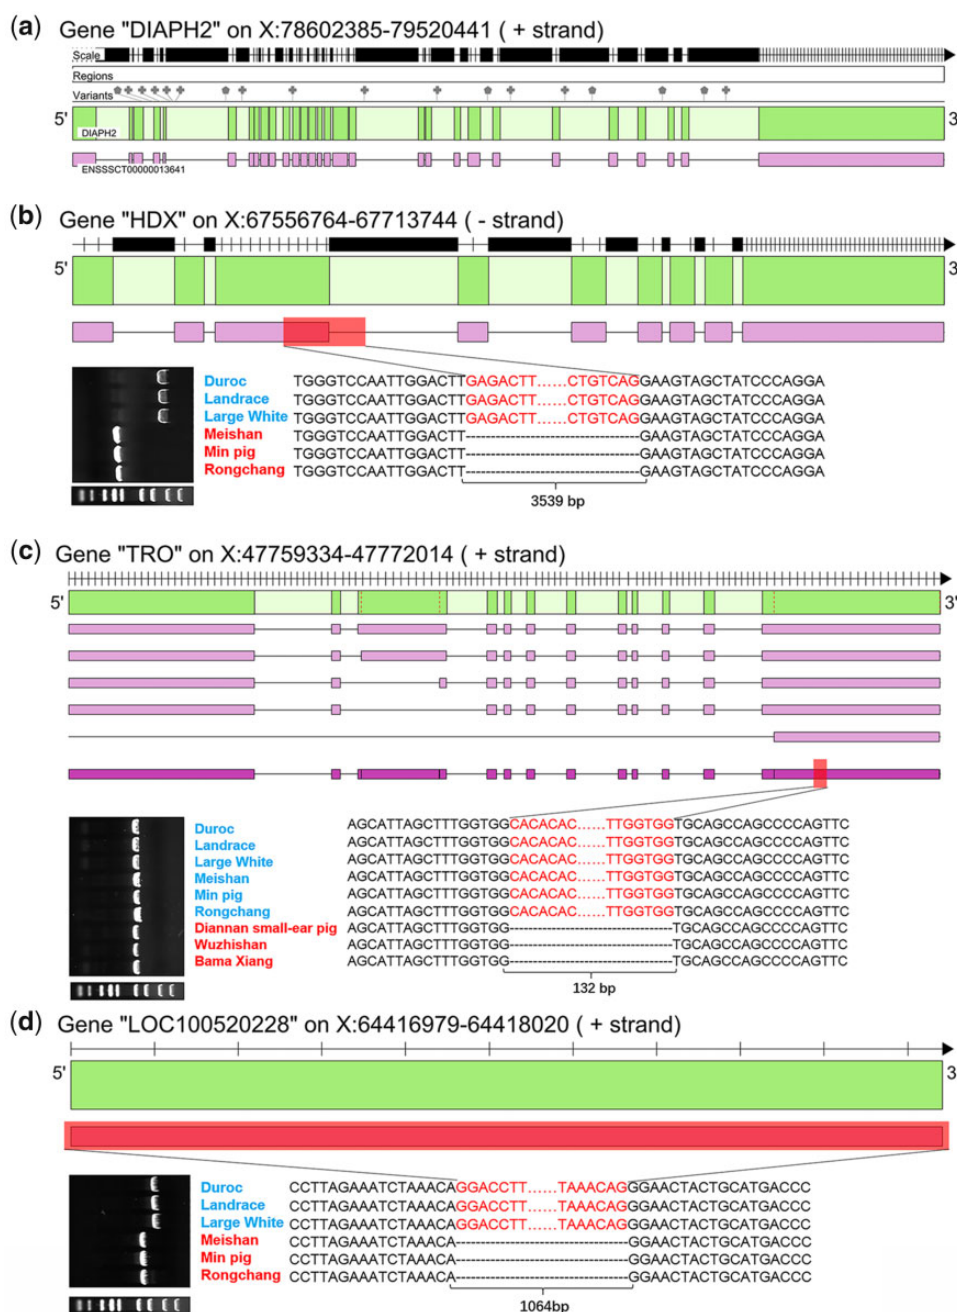 (a) Gene "DIAPH2" on X:78602385-79520441 ( + strand)
Scale
Regions
Variants
5' 3'
DIAPH2
ENSSSCT00000013641
(b) Gene "HDX" on X:67556764-67713744 ( - strand)
5' 3'
Duroc TGGGTCCAATTGGACTTGAGACTT......CTGTCAGGAAGTAGCTATCCCAGGA
Landrace TGGGTCCAATTGGACTTGAGACTT......CTGTCAGGAAGTAGCTATCCCAGGA
Large White TGGGTCCAATTGGACTTGAGACTT......CTGTCAGGAAGTAGCTATCCCAGGA
Meishan TGGGTCCAATTGGACTT--------------------------------GAAGTAGCTATCCCAGGA
Min pig TGGGTCCAATTGGACTT--------------------------------GAAGTAGCTATCCCAGGA
Rongchang TGGGTCCAATTGGACTT--------------------------------GAAGTAGCTATCCCAGGA
3539 bp
(c) Gene "TRO" on X:47759334-47772014 ( + strand)
5' 3'
Duroc AGCATTAGCTTTGGTGGCACACAC......TTGGTGGTGCAGCCAGCCCCAGTTC
Landrace AGCATTAGCTTTGGTGGCACACAC......TTGGTGGTGCAGCCAGCCCCAGTTC
Large White AGCATTAGCTTTGGTGGCACACAC......TTGGTGGTGCAGCCAGCCCCAGTTC
Meishan AGCATTAGCTTTGGTGGCACACAC......TTGGTGGTGCAGCCAGCCCCAGTTC
Min pig AGCATTAGCTTTGGTGGCACACAC......TTGGTGGTGCAGCCAGCCCCAGTTC
Rongchang AGCATTAGCTTTGGTGGCACACAC......TTGGTGGTGCAGCCAGCCCCAGTTC
Diannan small-ear pig AGCATTAGCTTTGGTGG--------------------------------TGCAGCCAGCCCCAGTTC
Wuzhishan AGCATTAGCTTTGGTGG--------------------------------TGCAGCCAGCCCCAGTTC
Bama Xiang AGCATTAGCTTTGGTGG--------------------------------TGCAGCCAGCCCCAGTTC
132 bp
(d) Gene "LOC100520228" on X:64416979-64418020 ( + strand)
5' 3'
Duroc CCTTAGAAATCTAAACAGGACCTT......TAAACAGGGAACTACTGCATGACCC
Landrace CCTTAGAAATCTAAACAGGACCTT......TAAACAGGGAACTACTGCATGACCC
Large White CCTTAGAAATCTAAACAGGACCTT......TAAACAGGGAACTACTGCATGACCC
Meishan CCTTAGAAATCTAAACA--------------------------------GGAACTACTGCATGACCC
Min pig CCTTAGAAATCTAAACA--------------------------------GGAACTACTGCATGACCC
Rongchang CCTTAGAAATCTAAACA--------------------------------GGAACTACTGCATGACCC
1064bp